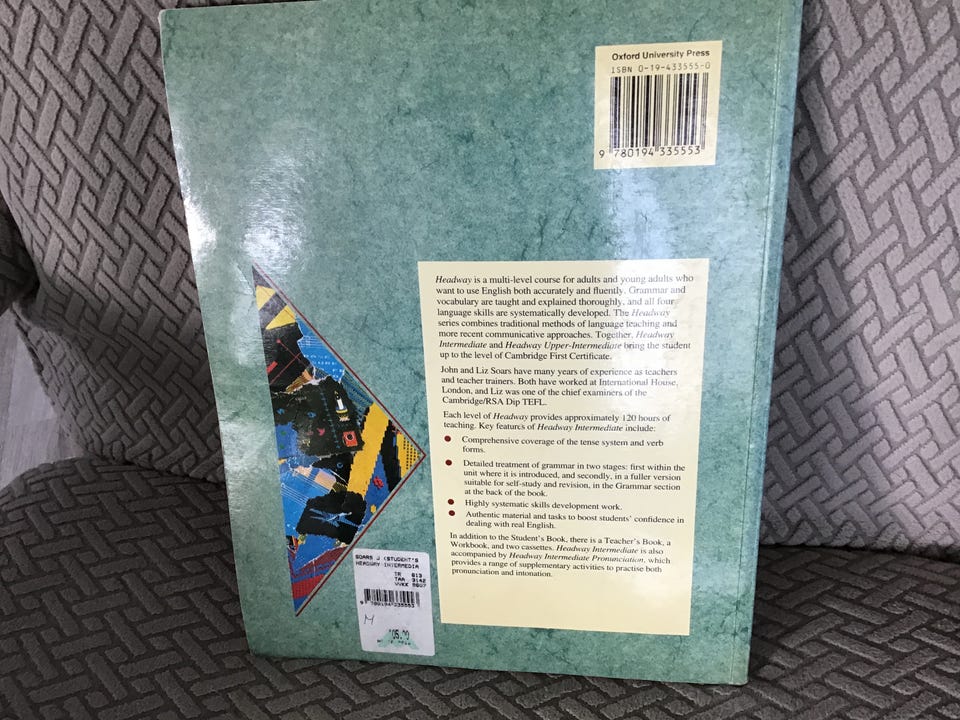 Oxford University Press
ISBN 0-19-433555-0
9 780194 335553
Headway is a multi-level course for adults and young adults who
want to use English both accurately and fluently. Grammar and
vocabulary are taught and explained thoroughly, and all four
language skills are systematically developed. The Headway
series combines traditional methods of language teaching and
more recent communicative approaches. Together, Headway
Intermediate and Headway Upper-Intermediate bring the student
up to the level of Cambridge First Certificate.
John and Liz Soars have many years of experience as teachers
and teacher trainers. Both have worked at International House,
London, and Liz was one of the chief examiners of the
Cambridge/RSA Dip TEFL.
Each level of Headway provides approximately 120 hours of
teaching. Key features of Headway Intermediate include:
Comprehensive coverage of the tense system and verb
forms.
Detailed treatment of grammar in two stages: first within the
unit where it is introduced, and secondly, in a fuller version
suitable for self-study and revision, in the Grammar section
at the back of the book.
Highly systematic skills development work.
Authentic material and tasks to boost students' confidence in
dealing with real English.
In addition to the Student's Book, there is a Teacher's Book, a
Workbook, and two cassettes. Headway Intermediate is also
accompanied by Headway Intermediate Pronunciation, which
provides a range of supplementary activities to practise both
pronunciation and intonation.
SOARS J (STUDENT'S
HEADWAY INTERMEDIA
TR 813
TAA 3142
VVKK 8607
9 780194 335553
M